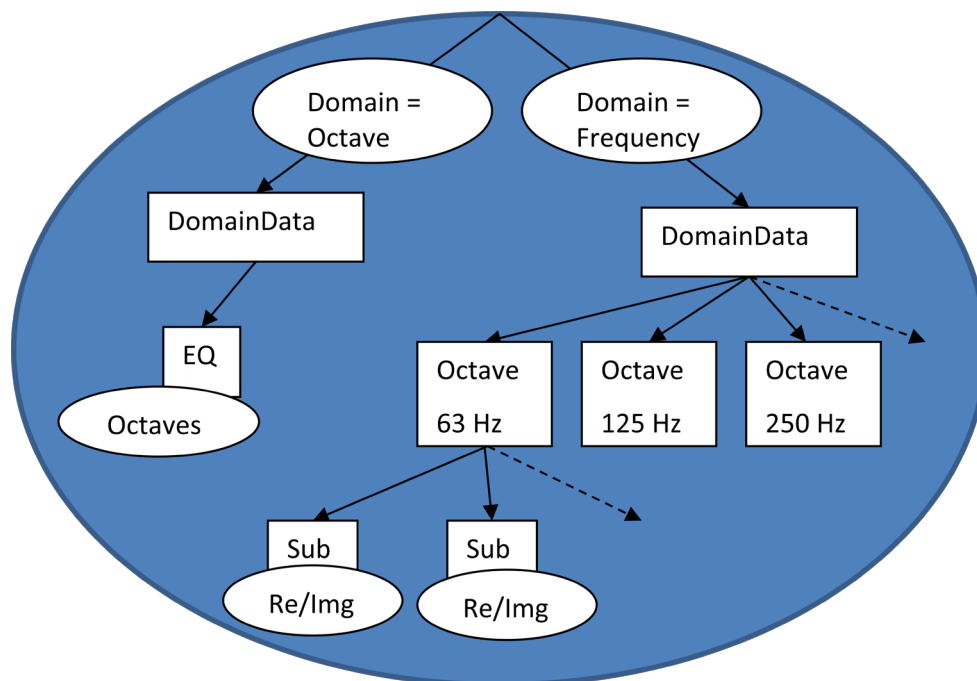 Domain =
Octave
Domain =
Frequency
DomainData
DomainData
EQ
Octaves
Octave
63 Hz
Octave
125 Hz
Octave
250 Hz
Sub
Re/Img
Sub
Re/Img